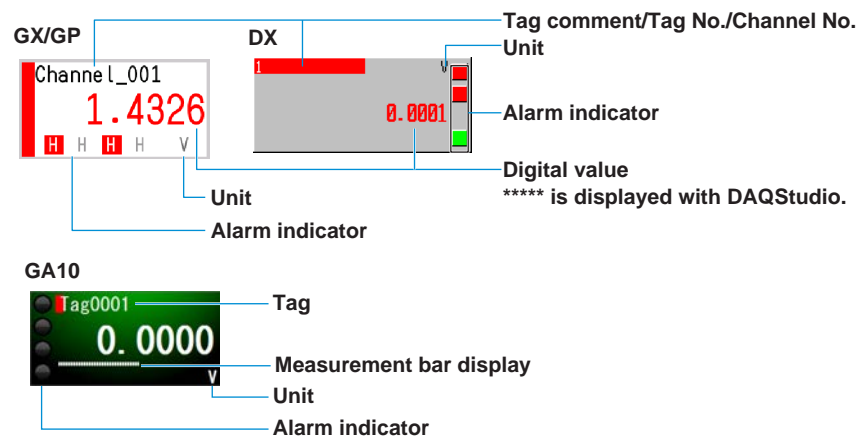 GX/GP
DX
Tag comment/Tag No./Channel No.
Unit
Channel_001
1
V
1.4326
0.0001
Alarm indicator
H H H H V
Digital value
***** is displayed with DAQStudio.
Unit
Alarm indicator
GA10
Tag0001
Tag
0.0000
Measurement bar display
V
Unit
Alarm indicator